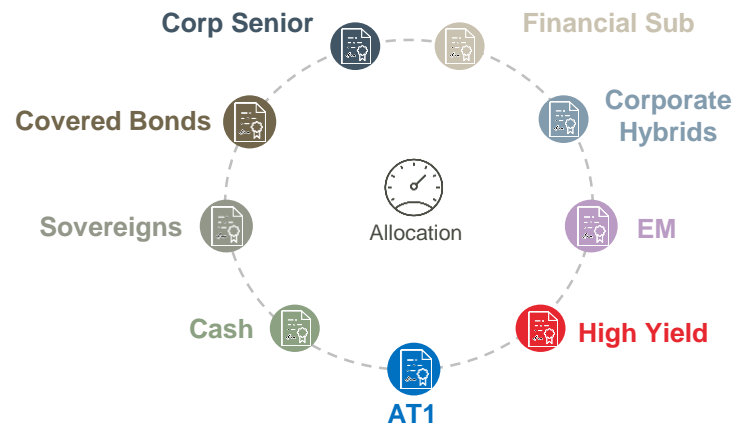 Corp Senior
Financial Sub
Covered Bonds
Corporate
Hybrids
Sovereigns
Allocation
EM
Cash
High Yield
AT1